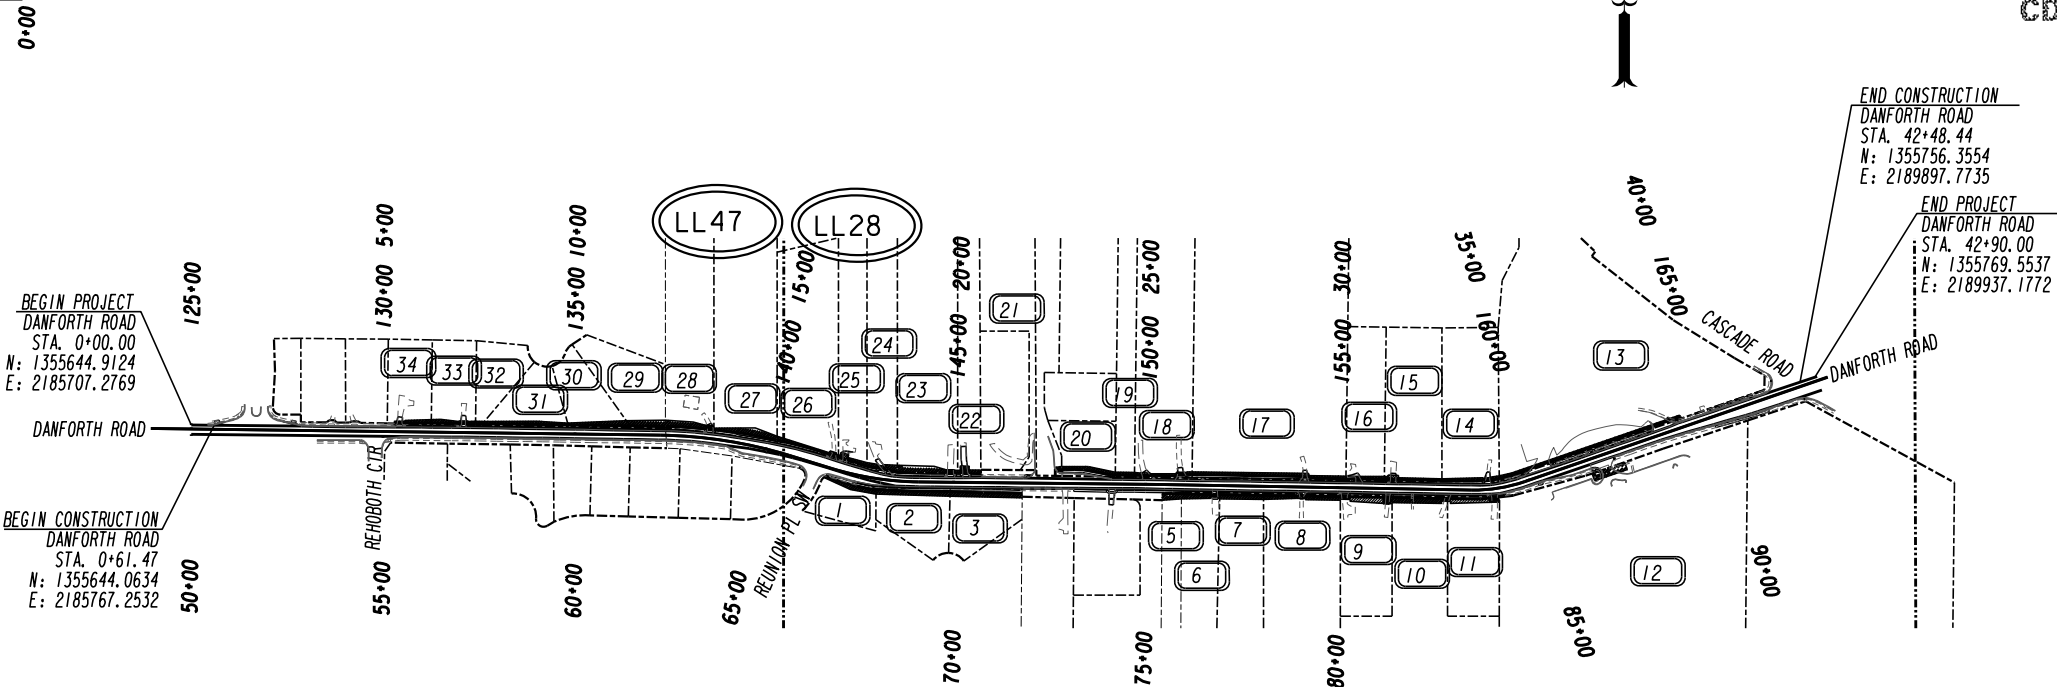 0+00
CD
END CONSTRUCTION
DANFORTH ROAD
STA. 42+48.44
N: 1355756.3554
E: 2189897.7735
END PROJECT
DANFORTH ROAD
STA. 42+90.00
N: 1355769.5537
E: 2189937.1772
LL47
LL28
BEGIN PROJECT
DANFORTH ROAD
STA. 0+00.00
N: 1355644.9124
E: 2185707.2769
125+00
130+00
5+00
135+00
10+00
140+00
15+00
145+00
20+00
150+00
25+00
155+00
30+00
160+00
35+00
165+00
40+00
CASCADE ROAD
DANFORTH ROAD
34
33
32
31
30
29
28
27
26
25
24
23
22
21
20
19
18
17
16
15
14
13
DANFORTH ROAD
REHOBOTH CIR
REUNION PL SW
1
2
3
5
6
7
8
9
10
11
12
BEGIN CONSTRUCTION
DANFORTH ROAD
STA. 0+61.47
N: 1355644.0634
E: 2185767.2532
50+00
55+00
60+00
65+00
70+00
75+00
80+00
85+00
90+00